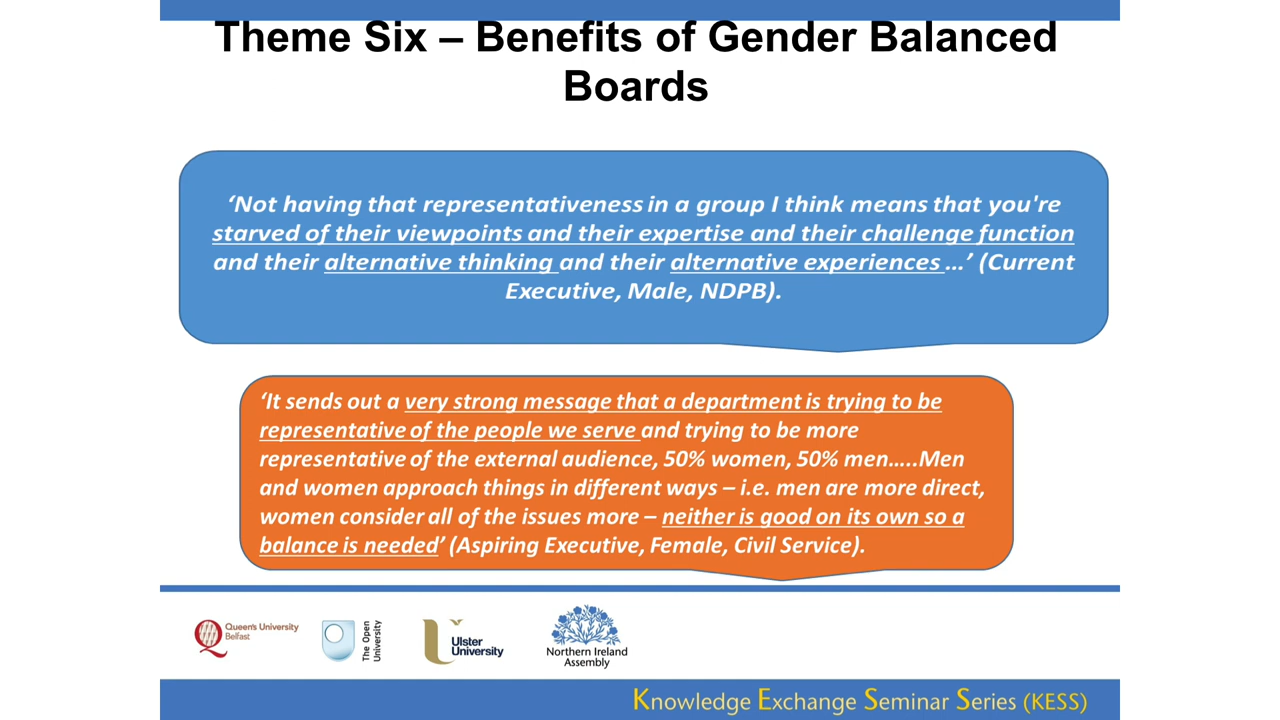 Theme Six – Benefits of Gender Balanced
Boards
‘Not having that representativeness in a group I think means that you're
starved of their viewpoints and their expertise and their challenge function
and their alternative thinking and their alternative experiences …’ (Current
Executive, Male, NDPB).
‘It sends out a very strong message that a department is trying to be
representative of the people we serve and trying to be more
representative of the external audience, 50% women, 50% men…..Men
and women approach things in different ways – i.e. men are more direct,
women consider all of the issues more – neither is good on its own so a
balance is needed’ (Aspiring Executive, Female, Civil Service).
Queen's University
Belfast
The Open
University
Ulster
University
Northern Ireland
Assembly
Knowledge Exchange Seminar Series (KESS)